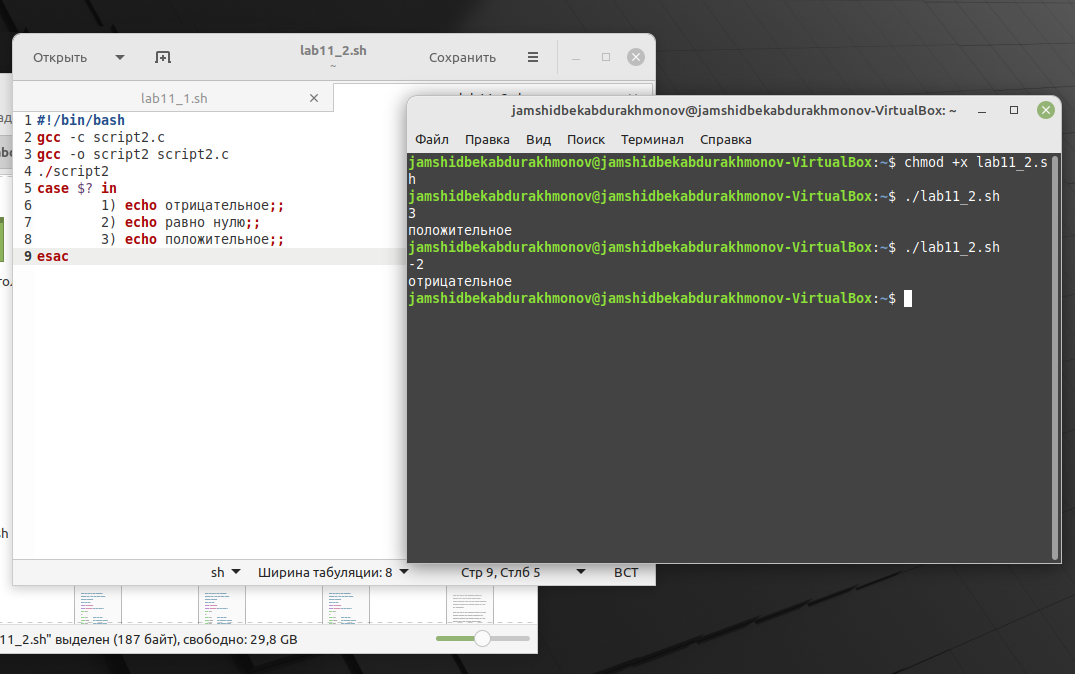 Открыть
lab11_2.sh
~
Сохранить
lab11_1.sh
1 #!/bin/bash
2 gcc -c script2.c
3 gcc -o script2 script2.c
4 ./script2
5 case $? in
6 1) echo отрицательное;;
7 2) echo равно нулю;;
8 3) echo положительное;;
9 esac
sh
Ширина табуляции: 8
Стр 9, Стлб 5
ВСТ
jamshidbekabdurakhmonov@jamshidbekabdurakhmonov-VirtualBox: ~
Файл Правка Вид Поиск Терминал Справка
jamshidbekabdurakhmonov@jamshidbekabdurakhmonov-VirtualBox:~$ chmod +x lab11_2.s
h
jamshidbekabdurakhmonov@jamshidbekabdurakhmonov-VirtualBox:~$ ./lab11_2.sh
3
положительное
jamshidbekabdurakhmonov@jamshidbekabdurakhmonov-VirtualBox:~$ ./lab11_2.sh
-2
отрицательное
jamshidbekabdurakhmonov@jamshidbekabdurakhmonov-VirtualBox:~$
11_2.sh" выделен (187 байт), свободно: 29,8 GB